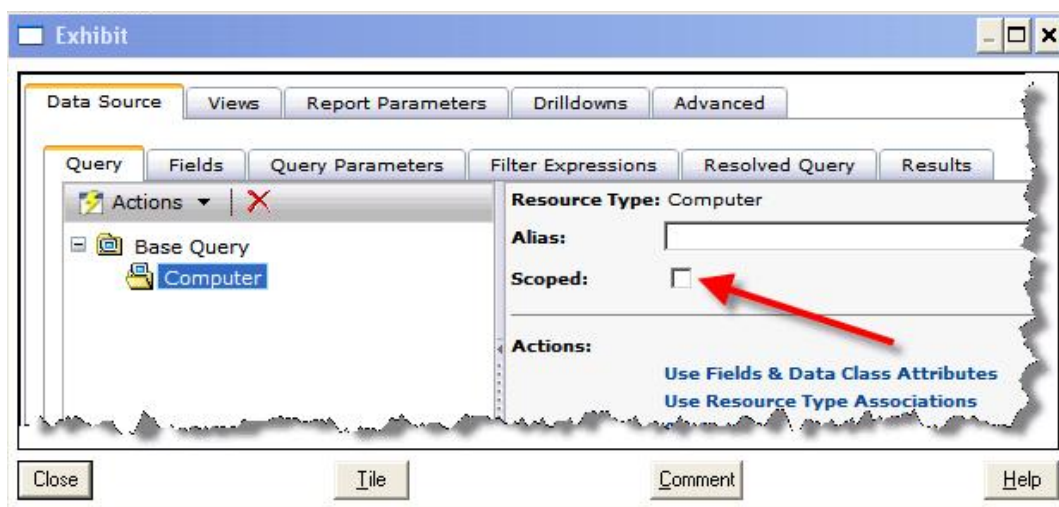 Exhibit
Data Source Views Report Parameters Drilldowns Advanced
Query Fields Query Parameters Filter Expressions Resolved Query Results
Actions
Resource Type: Computer
Base Query
Alias:
Computer
Scoped:
Actions:
Use Fields & Data Class Attributes
Use Resource Type Associations
Close Tile Comment Help